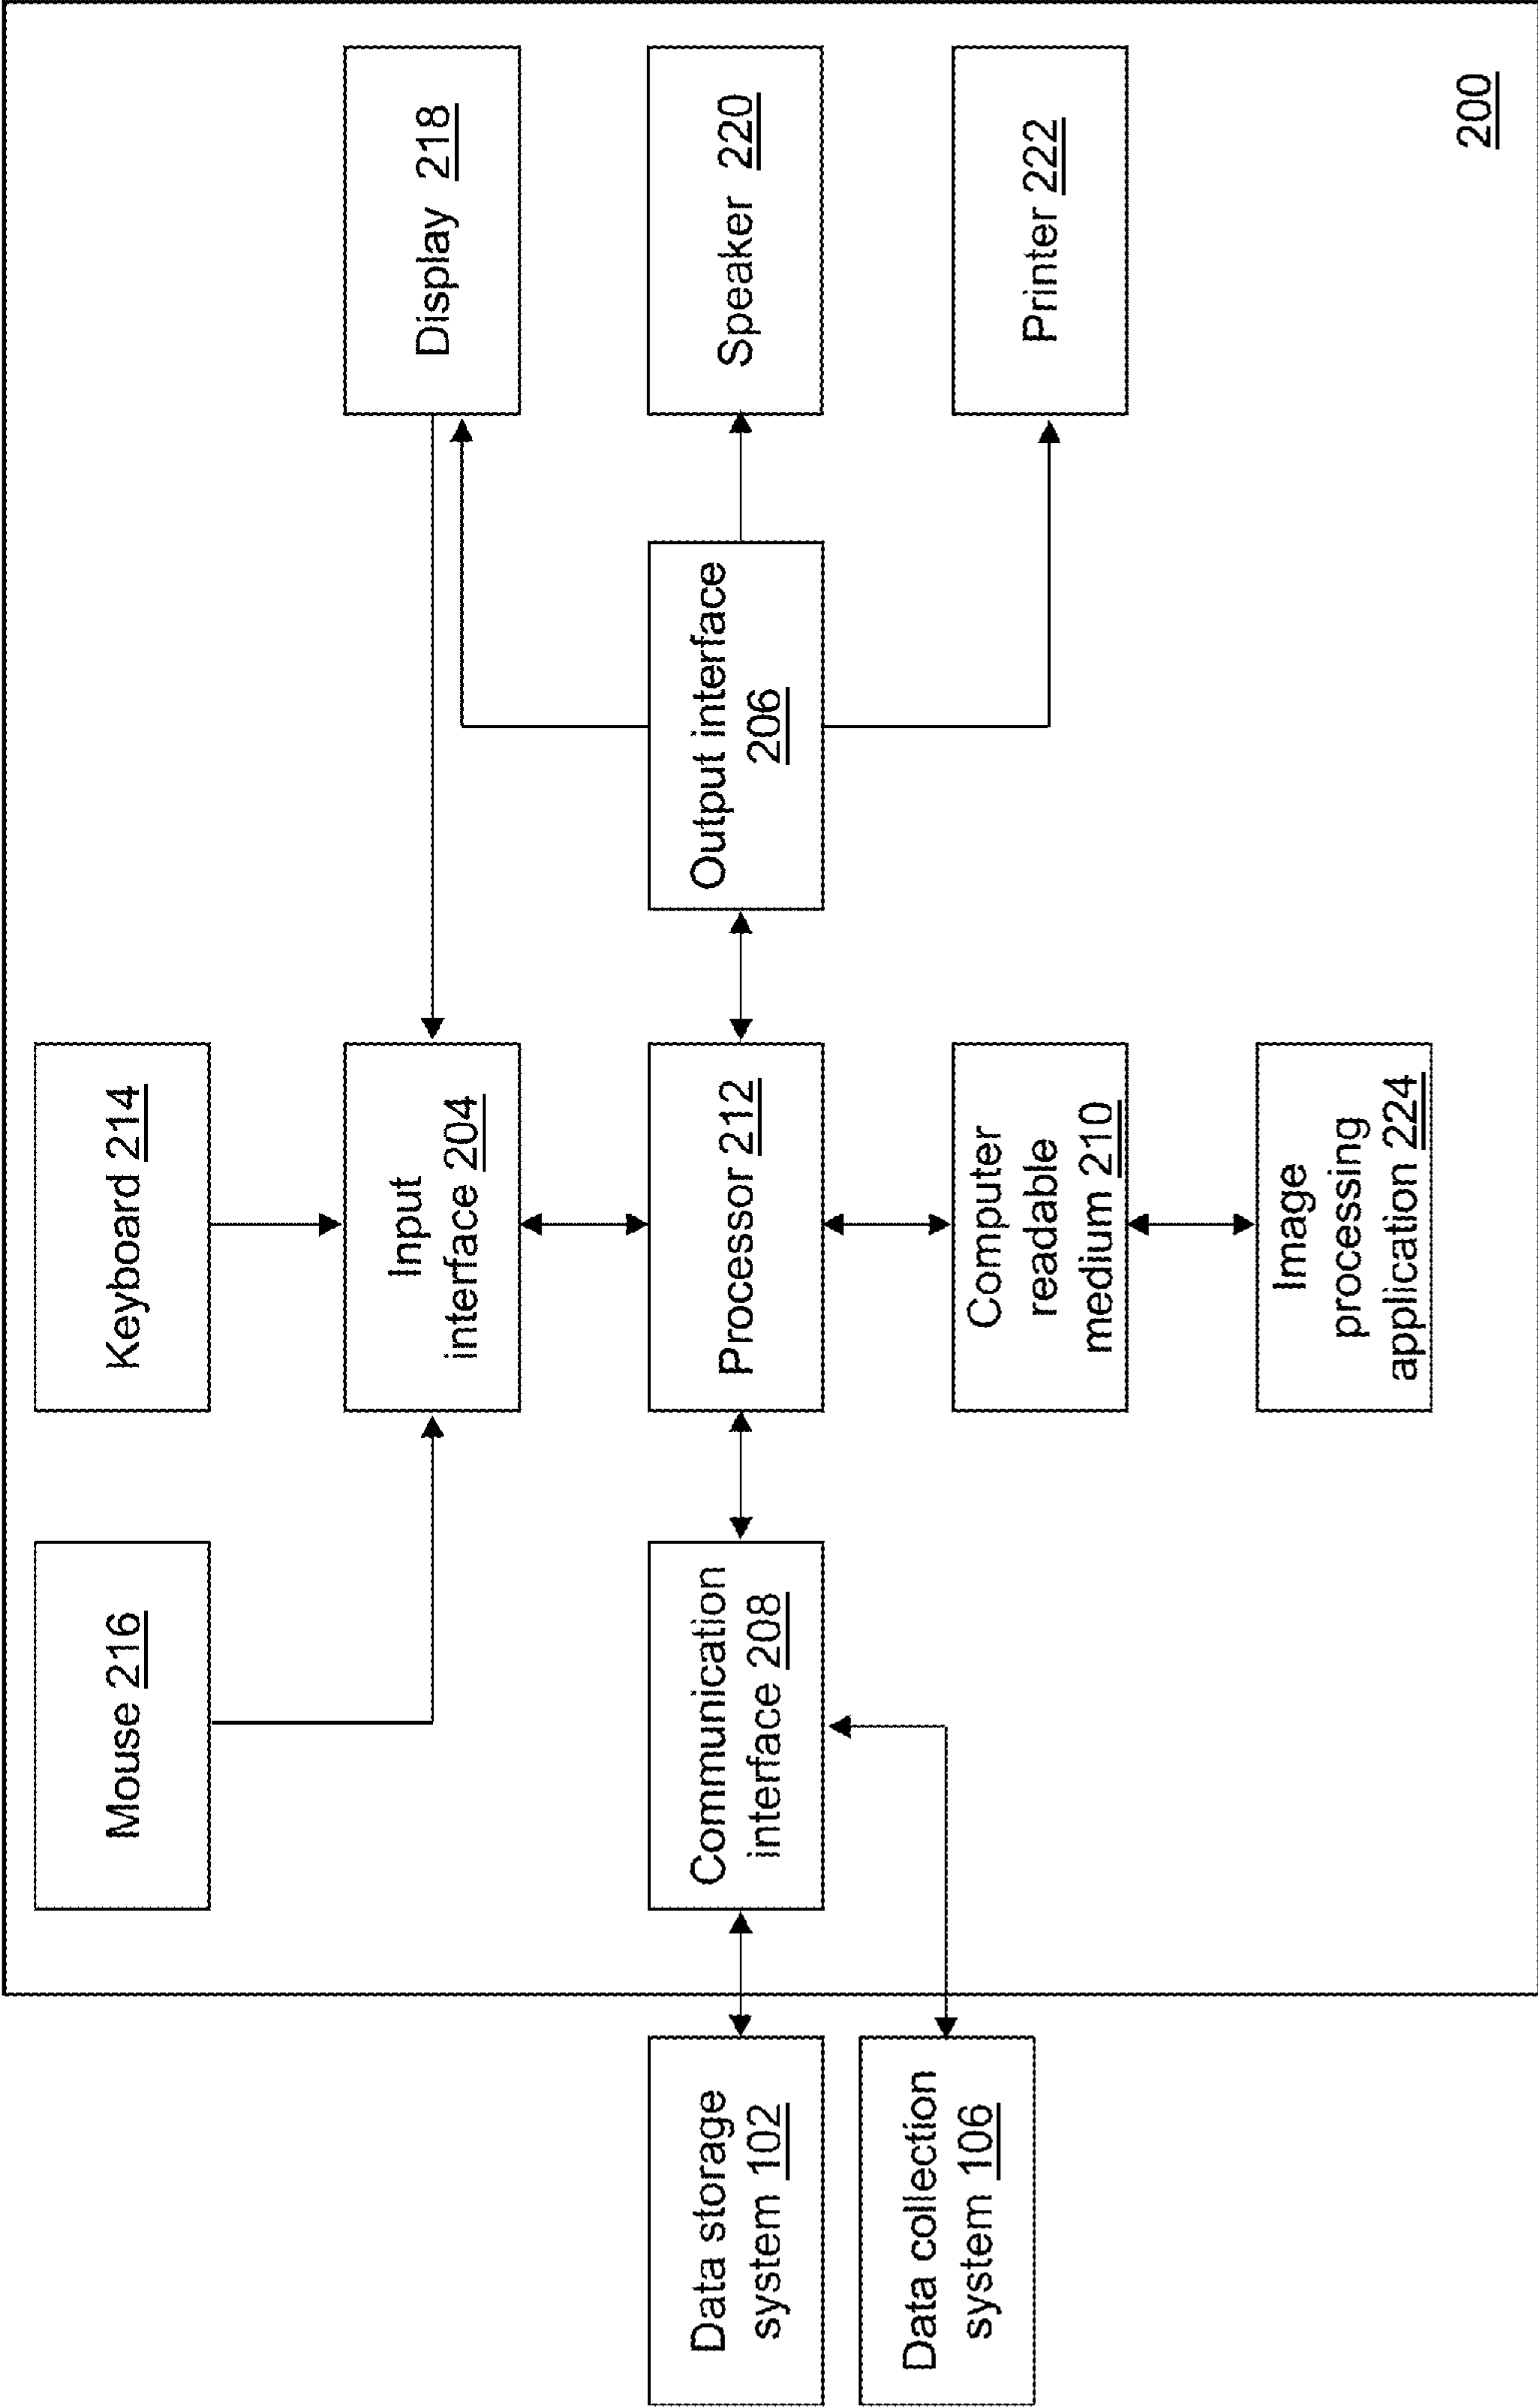 Mouse 216
Keyboard 214
Input
interface 204
Display 218
Data storage
system 102
Communication
interface 208
Processor 212
Output interface
206
Speaker 220
Data collection
system 106
Computer
readable
medium 210
Printer 222
Image
processing
application 224
200